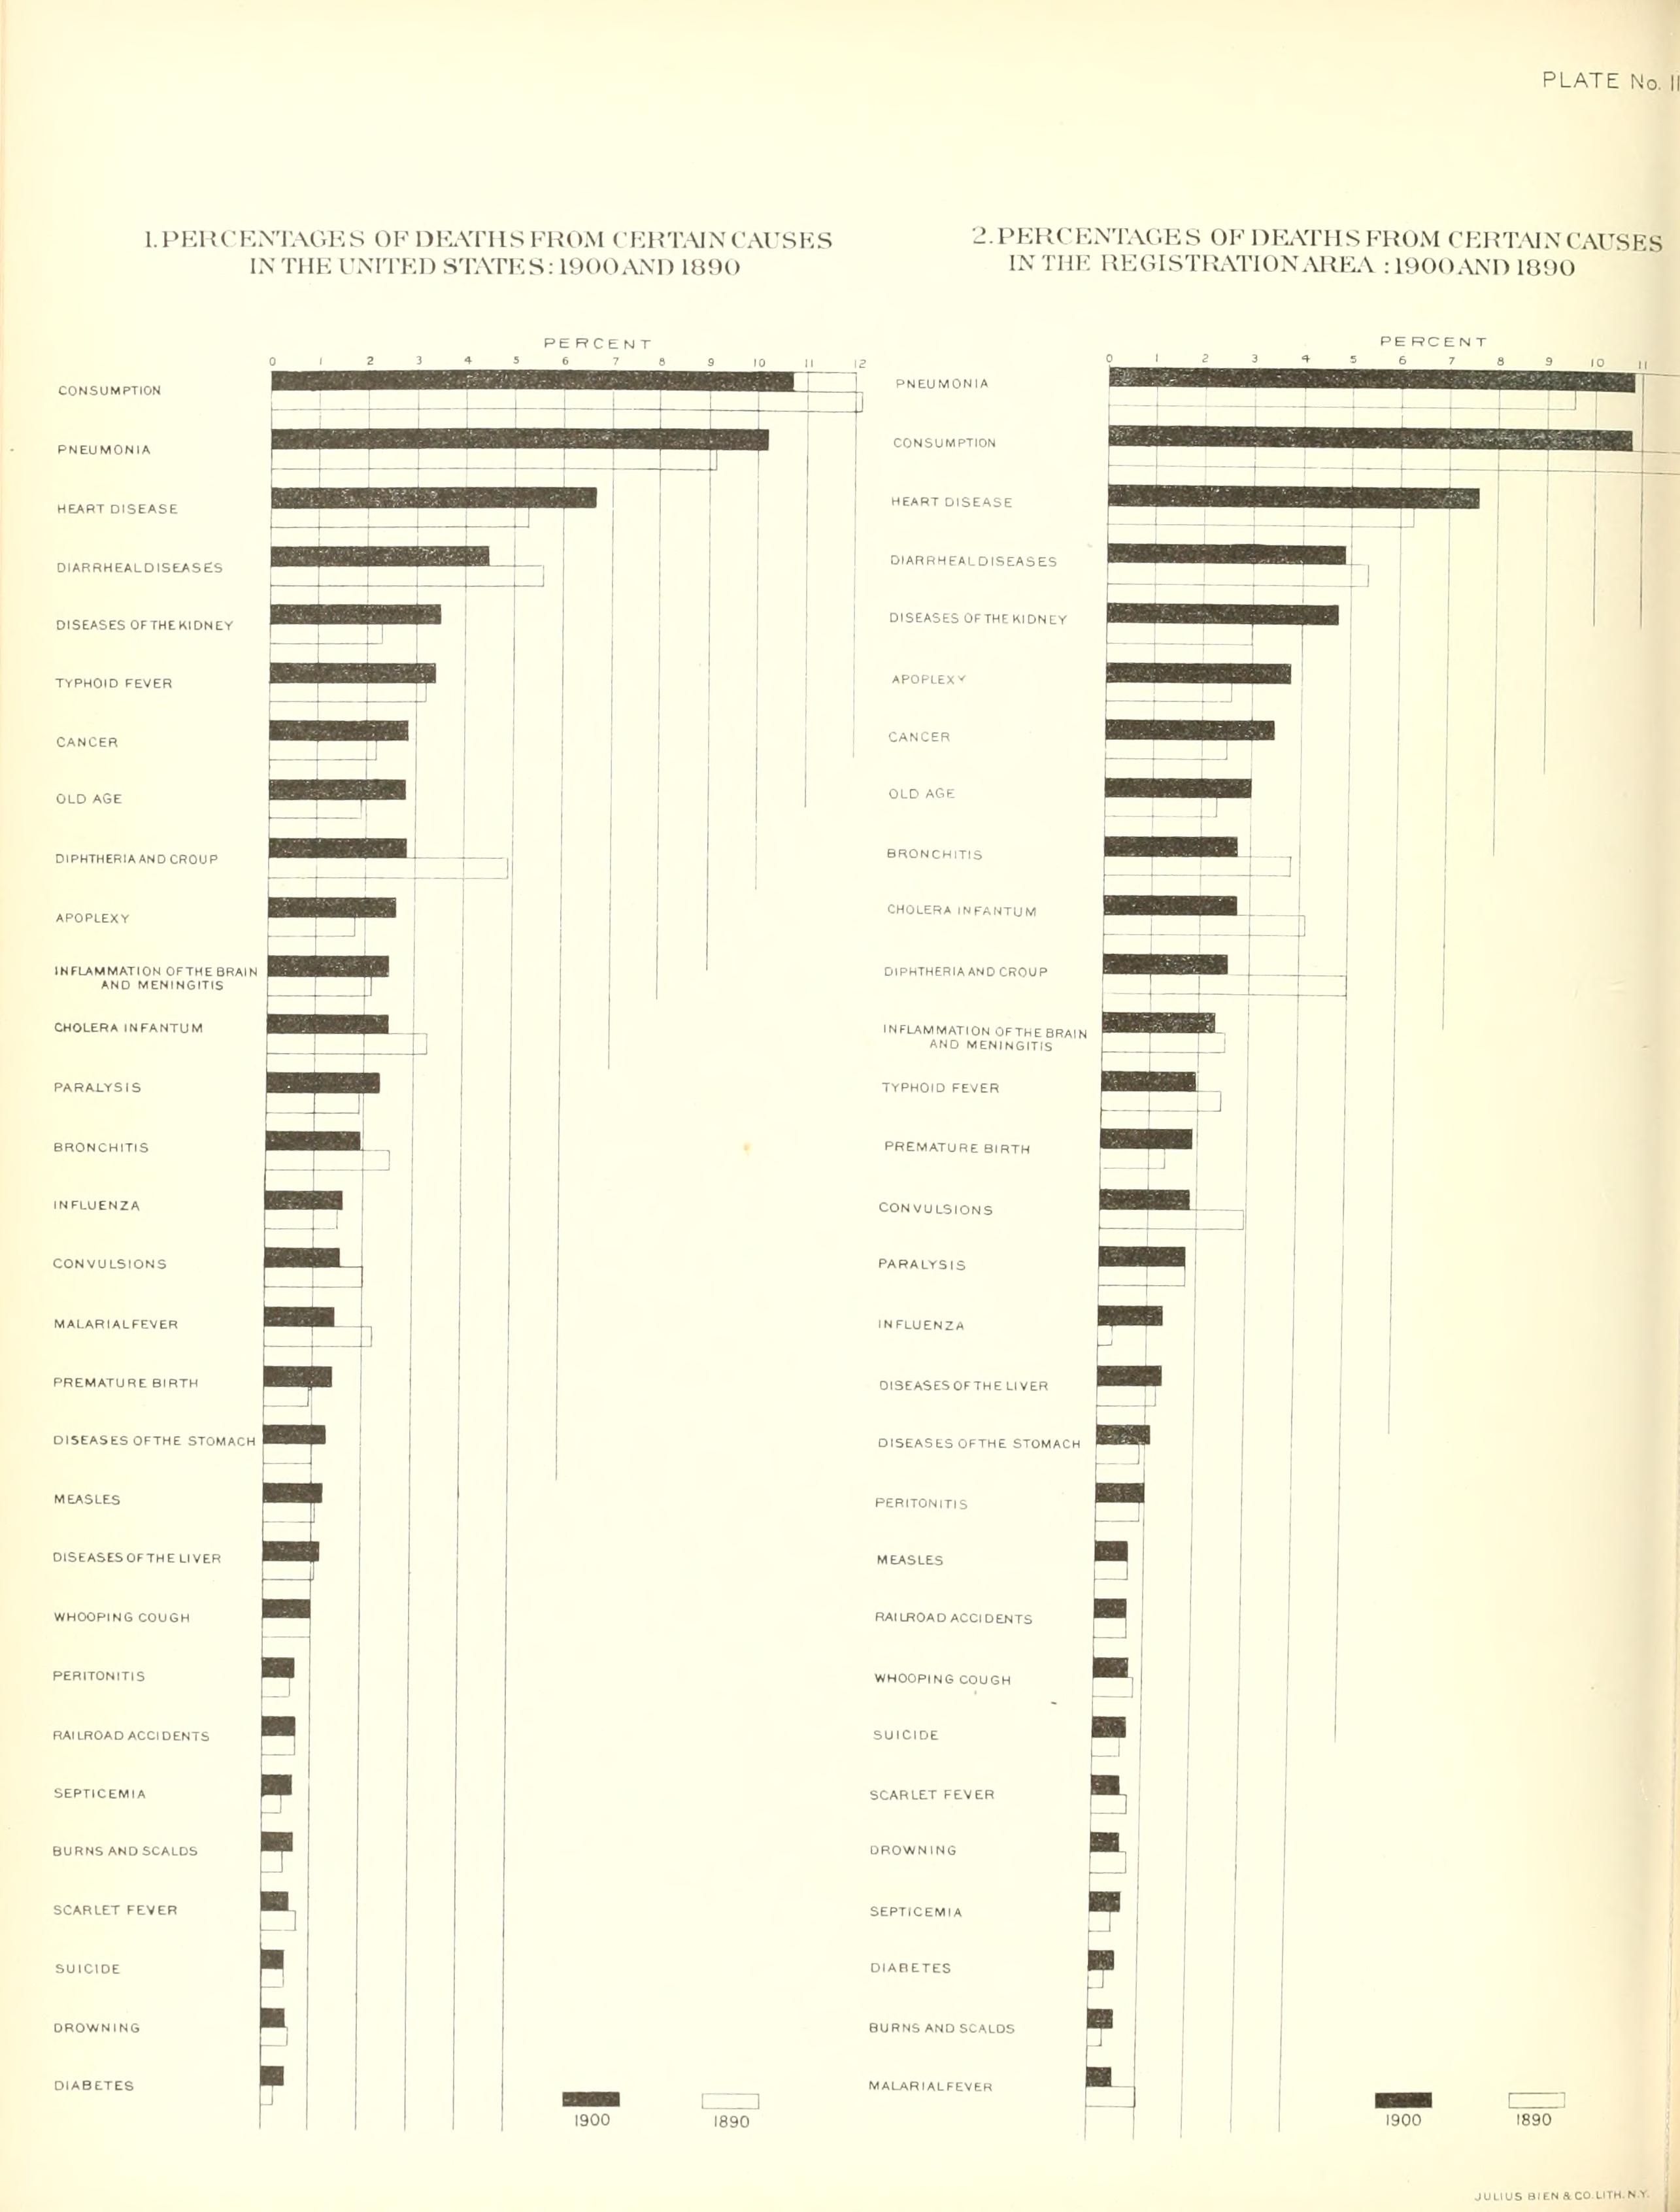 PLATE No. 11
1. PERCENTAGES OF DEATHS FROM CERTAIN CAUSES
IN THE UNITED STATES: 1900 AND 1890
PERCENT
0 1 2 3 4 5 6 7 8 9 10 11 12
CONSUMPTION
PNEUMONIA
HEART DISEASE
DIARRHEAL DISEASES
DISEASES OF THE KIDNEY
TYPHOID FEVER
CANCER
OLD AGE
DIPHTHERIA AND CROUP
APOPLEXY
INFLAMMATION OF THE BRAIN
AND MENINGITIS
CHOLERA INFANTUM
PARALYSIS
BRONCHITIS
INFLUENZA
CONVULSIONS
MALARIAL FEVER
PREMATURE BIRTH
DISEASES OF THE STOMACH
MEASLES
DISEASES OF THE LIVER
WHOOPING COUGH
PERITONITIS
RAILROAD ACCIDENTS
SEPTICEMIA
BURNS AND SCALDS
SCARLET FEVER
SUICIDE
DROWNING
DIABETES
1900 1890
2. PERCENTAGES OF DEATHS FROM CERTAIN CAUSES
IN THE REGISTRATION AREA : 1900 AND 1890
PERCENT
0 1 2 3 4 5 6 7 8 9 10 11
PNEUMONIA
CONSUMPTION
HEART DISEASE
DIARRHEAL DISEASES
DISEASES OF THE KIDNEY
APOPLEXY
CANCER
OLD AGE
BRONCHITIS
CHOLERA INFANTUM
DIPHTHERIA AND CROUP
INFLAMMATION OF THE BRAIN
AND MENINGITIS
TYPHOID FEVER
PREMATURE BIRTH
CONVULSIONS
PARALYSIS
INFLUENZA
DISEASES OF THE LIVER
DISEASES OF THE STOMACH
PERITONITIS
MEASLES
RAILROAD ACCIDENTS
WHOOPING COUGH
SUICIDE
SCARLET FEVER
DROWNING
SEPTICEMIA
DIABETES
BURNS AND SCALDS
MALARIAL FEVER
1900 1890
JULIUS BIEN & CO. LITH. N.Y.